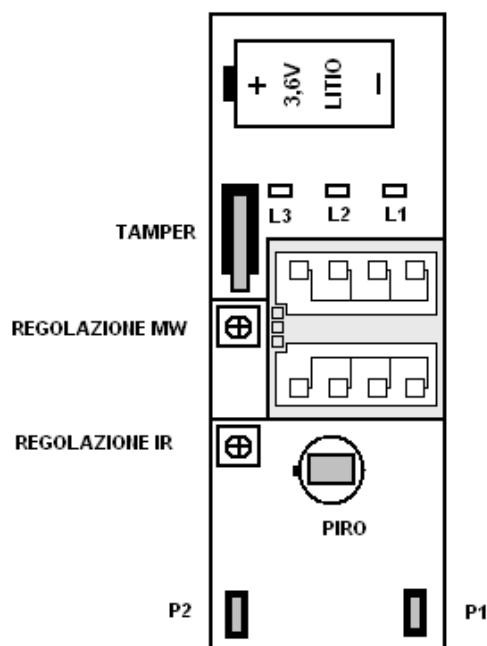 + 3,6V LITIO −
L3 L2 L1
TAMPER
REGOLAZIONE MW
REGOLAZIONE IR
PIRO
P2 P1